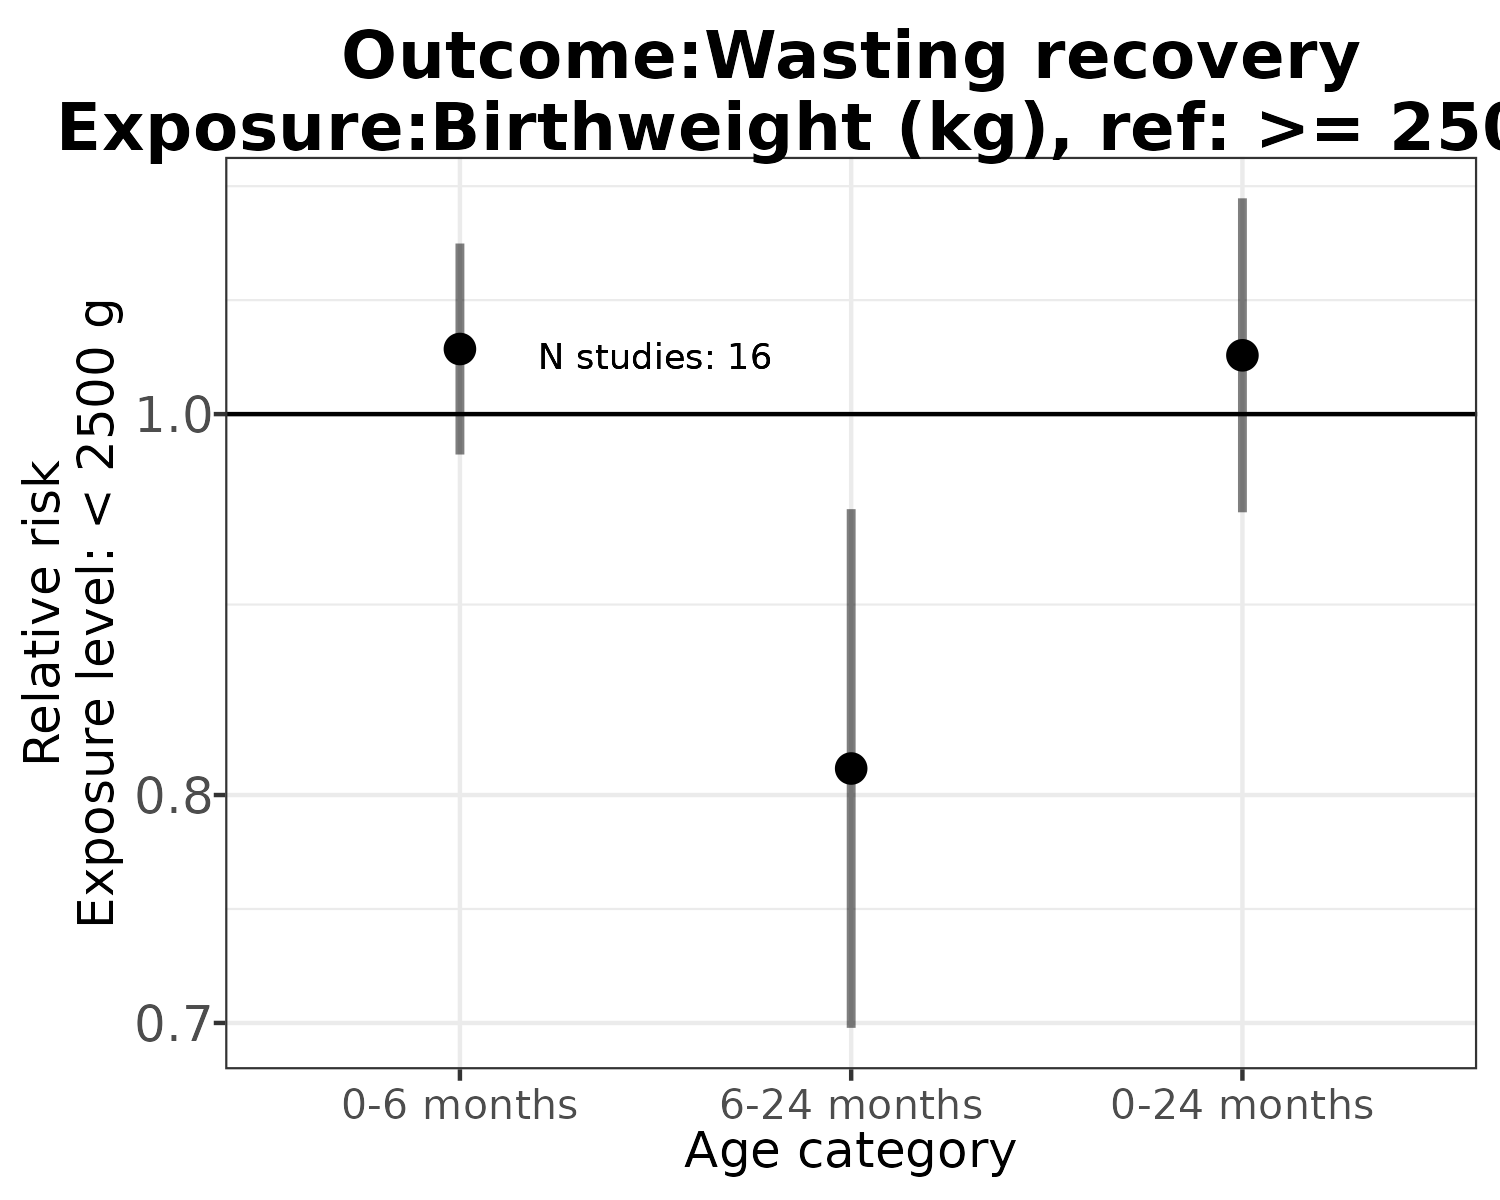 Outcome:Wasting recovery
Exposure:Birthweight (kg), ref: >= 250
Relative risk
Exposure level: < 2500 g
N studies: 16
1.0
0.8
0.7
0-6 months
6-24 months
0-24 months
Age category